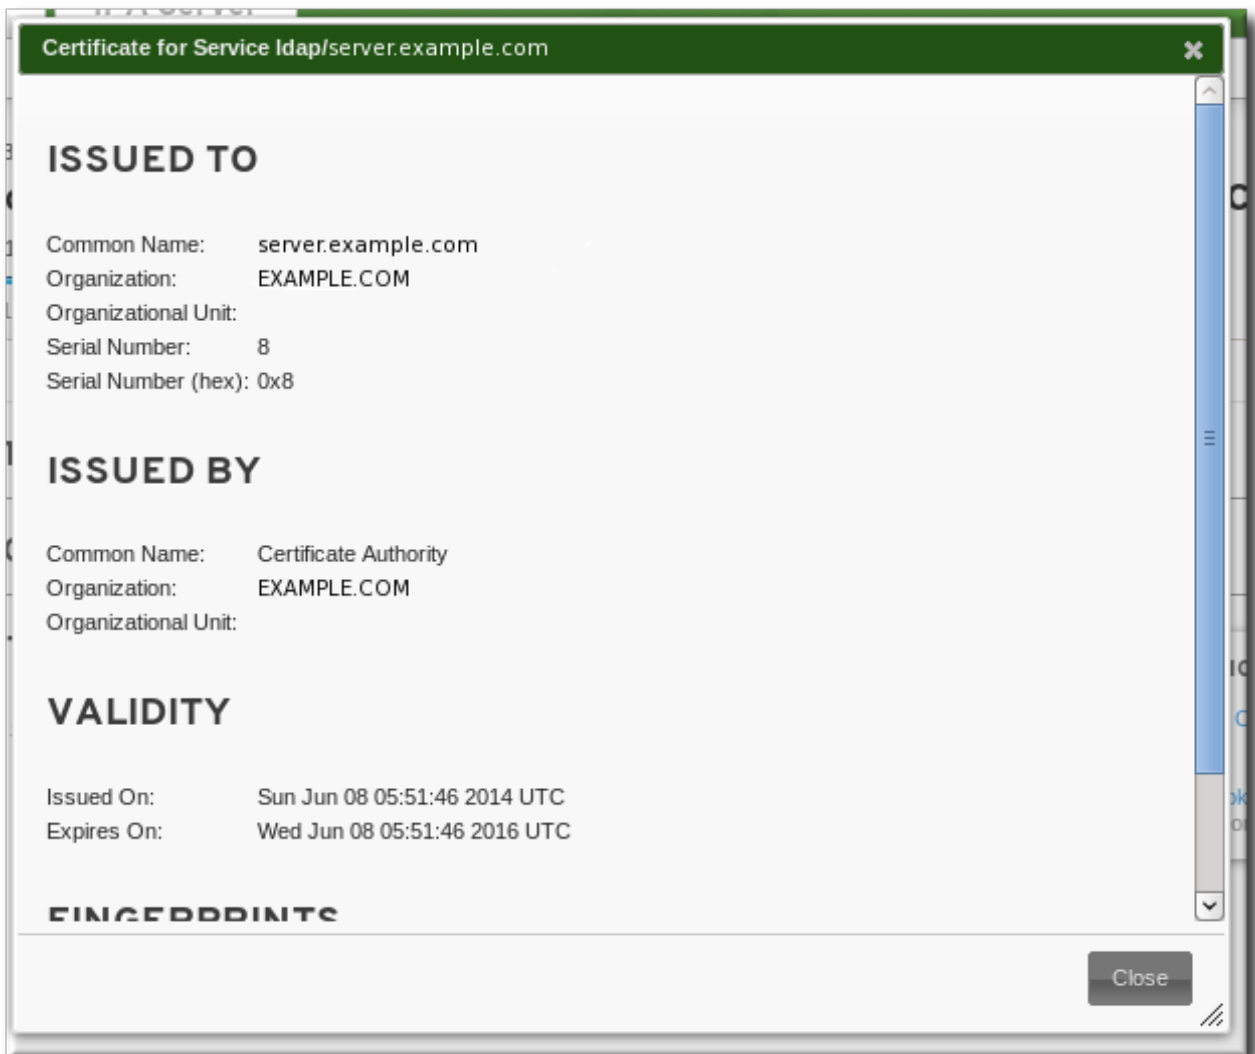 Certificate for Service ldap/server.example.com
ISSUED TO
Common Name: server.example.com
Organization: EXAMPLE.COM
Organizational Unit:
Serial Number: 8
Serial Number (hex): 0x8
ISSUED BY
Common Name: Certificate Authority
Organization: EXAMPLE.COM
Organizational Unit:
VALIDITY
Issued On: Sun Jun 08 05:51:46 2014 UTC
Expires On: Wed Jun 08 05:51:46 2016 UTC
FINGERPRINTS
Close